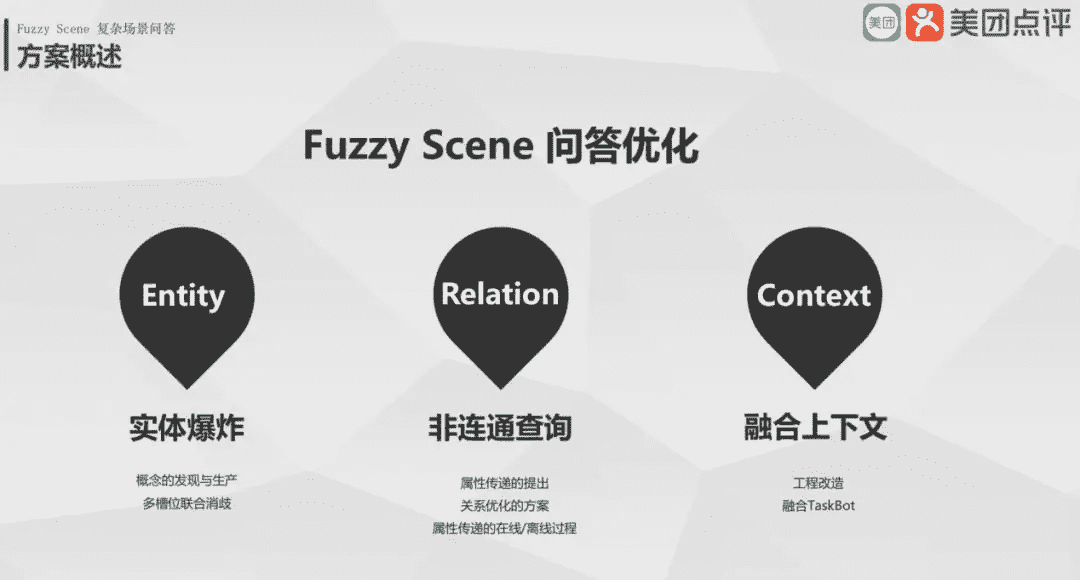 Fuzzy Scene 复杂场景问答
方案概述
美团
美团点评
Fuzzy Scene 问答优化
Entity
Relation
Context
实体爆炸
非连通查询
融合上下文
概念的发现与生产
多槽位联合消歧
属性传递的提出
关系优化的方案
属性传递的在线/离线过程
工程改造
融合TaskBot